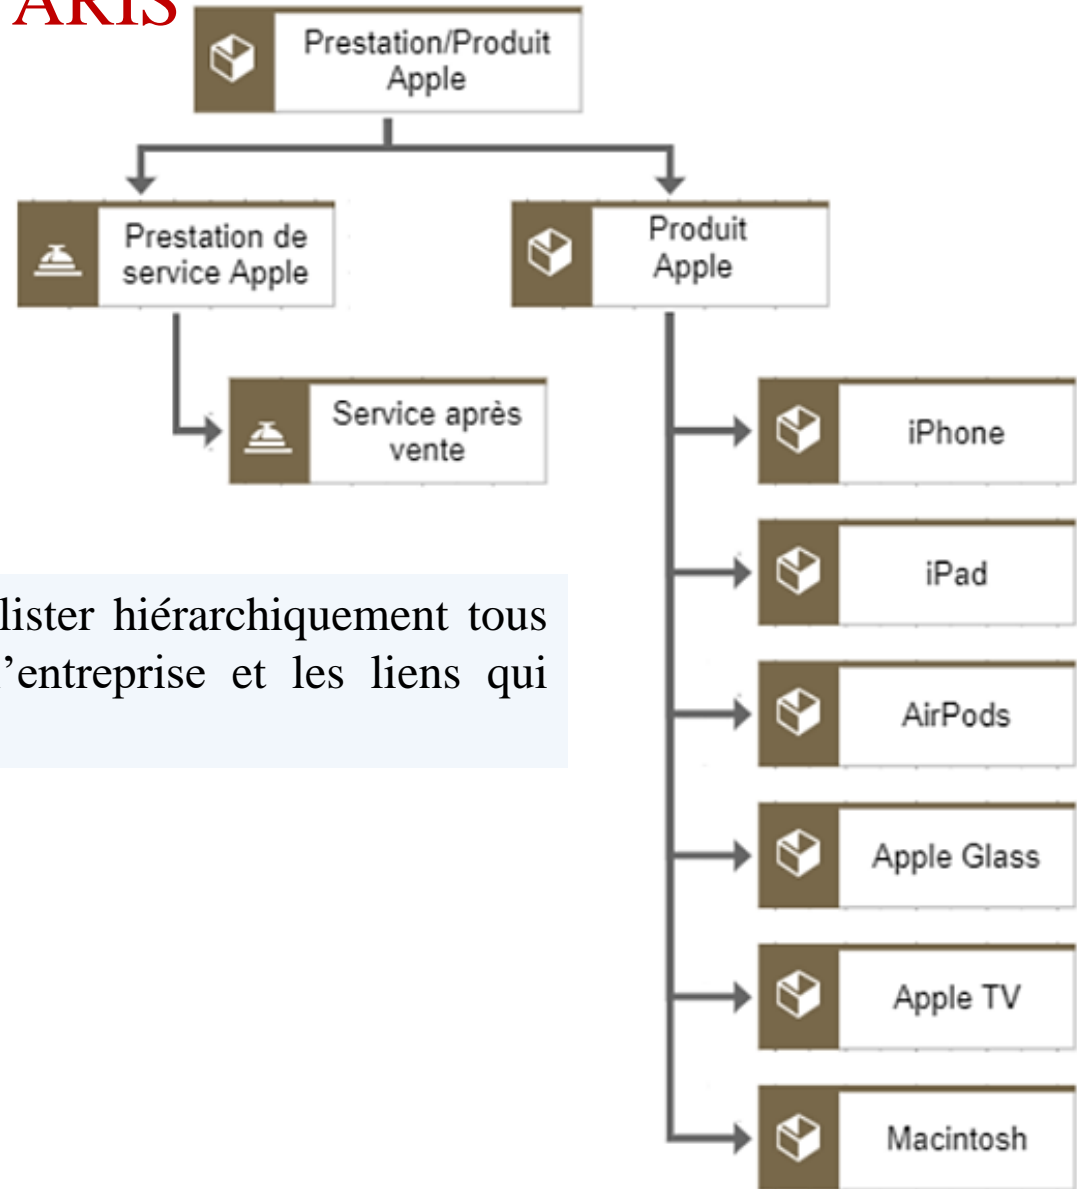 ARIS
Prestation/Produit
Apple
Prestation de
service Apple
Produit
Apple
Service après
vente
iPhone
iPad
AirPods
Apple Glass
Apple TV
Macintosh
lister hiérarchiquement tous
l’entreprise et les liens qui